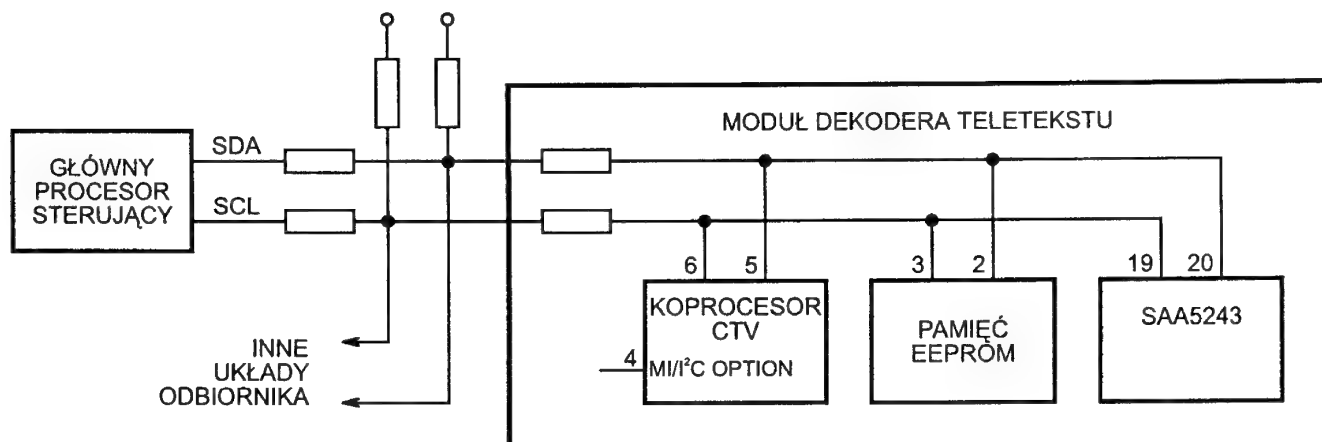 MODUŁ DEKODERA TELETEKSTU
GŁÓWNY
PROCESOR
STERUJĄCY
SDA
SCL
INNE
UKŁADY
ODBIORNIKA
6 5
KOPROCESOR
CTV
4 MI/I²C OPTION
3 2
PAMIĘĆ
EEPROM
19 20
SAA5243